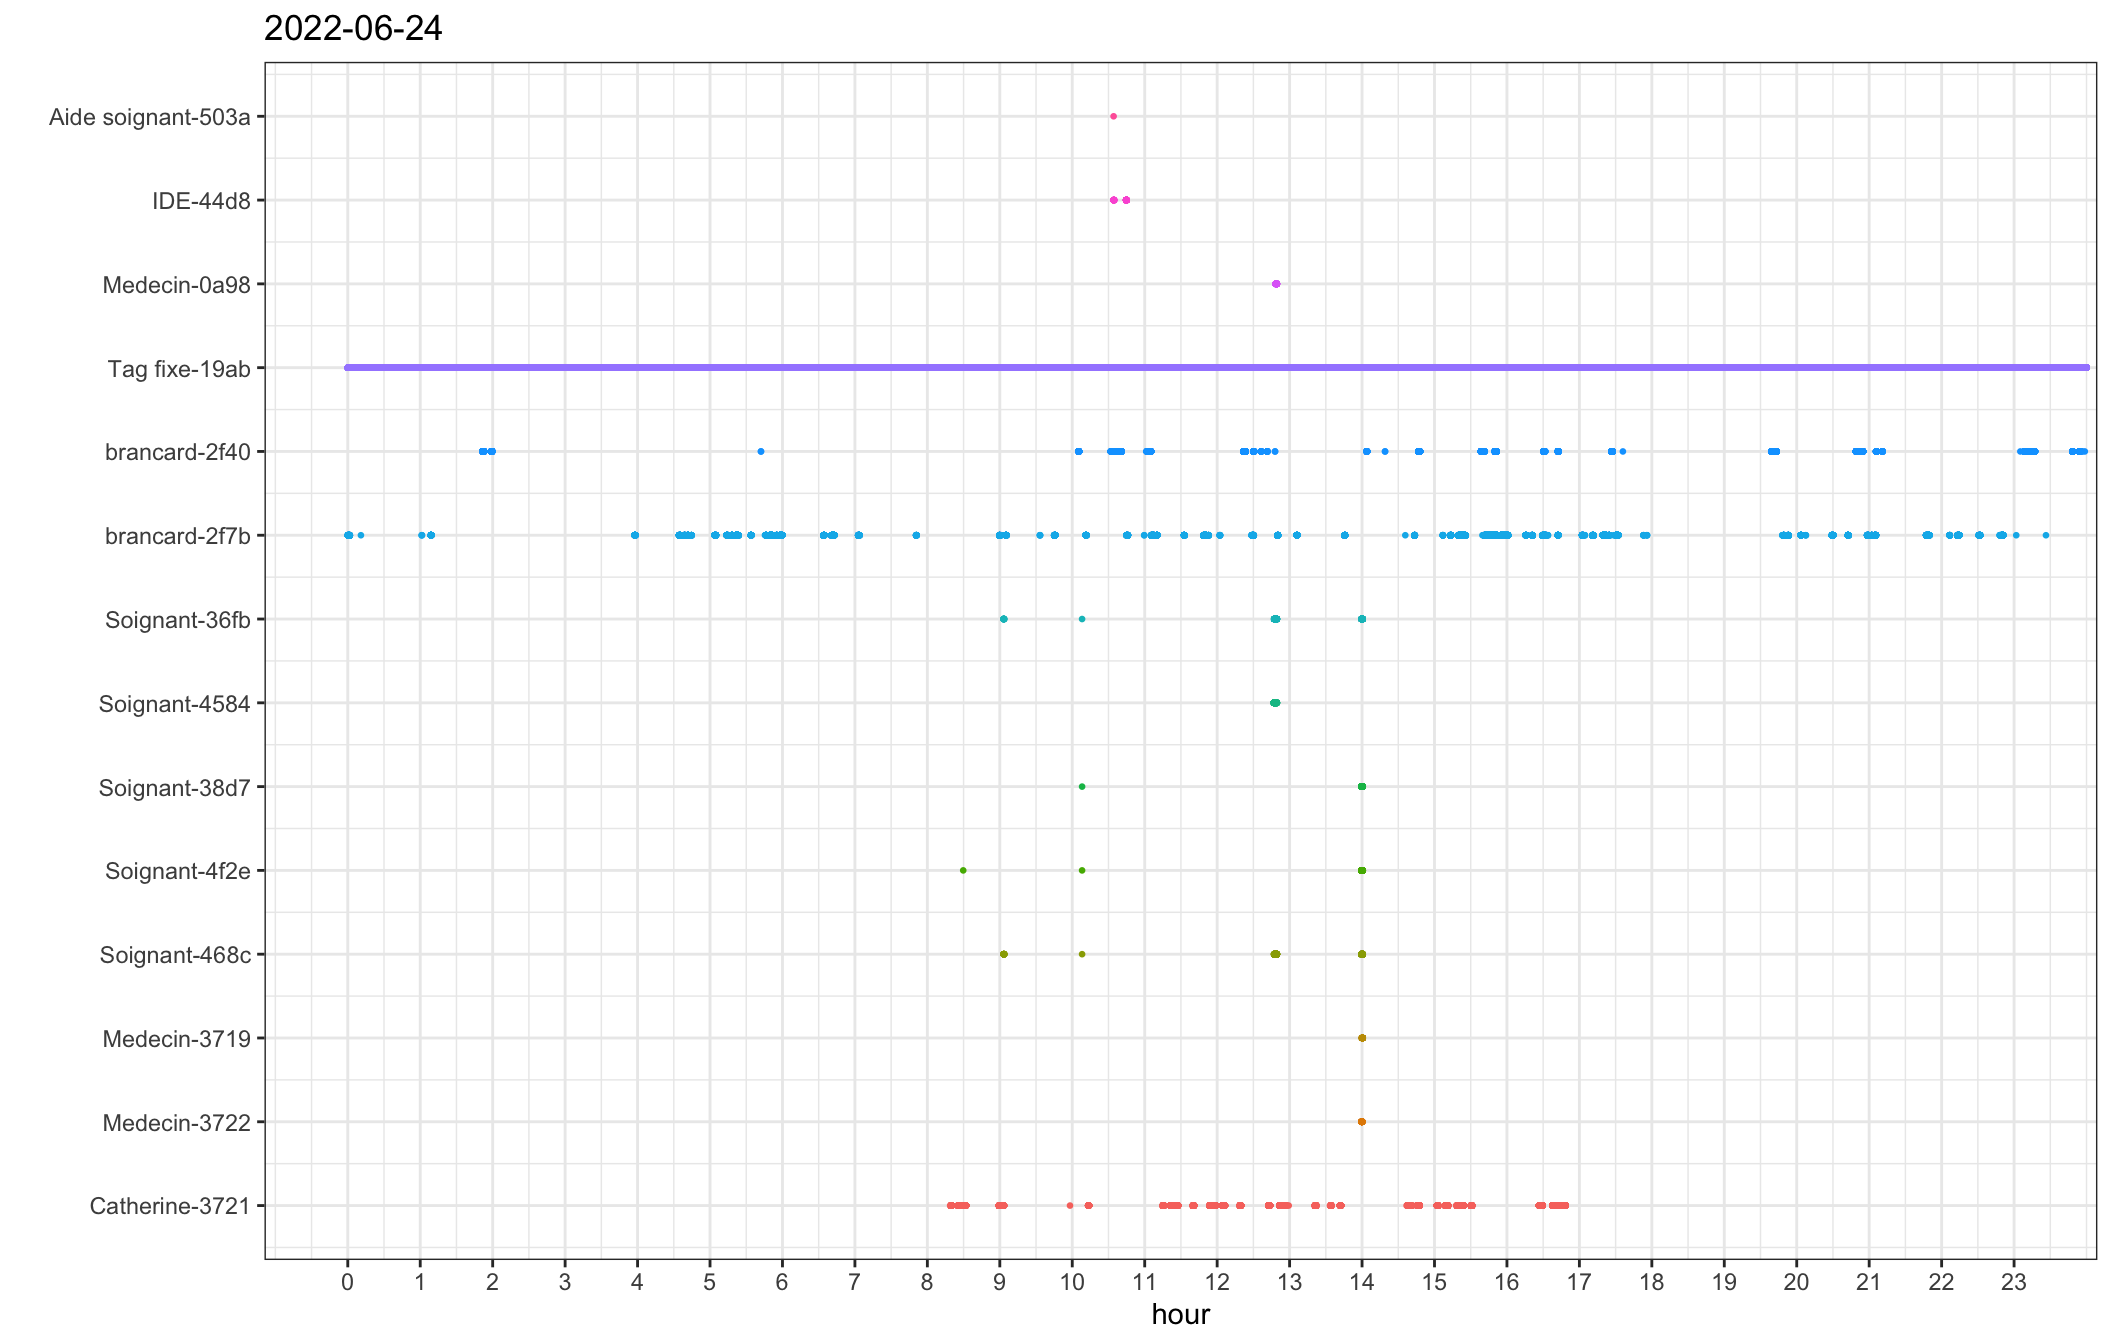 2022-06-24
Aide soignant-503a
IDE-44d8
Medecin-0a98
Tag fixe-19ab
brancard-2f40
brancard-2f7b
Soignant-36fb
Soignant-4584
Soignant-38d7
Soignant-4f2e
Soignant-468c
Medecin-3719
Medecin-3722
Catherine-3721
0 1 2 3 4 5 6 7 8 9 10 11 12 13 14 15 16 17 18 19 20 21 22 23
hour